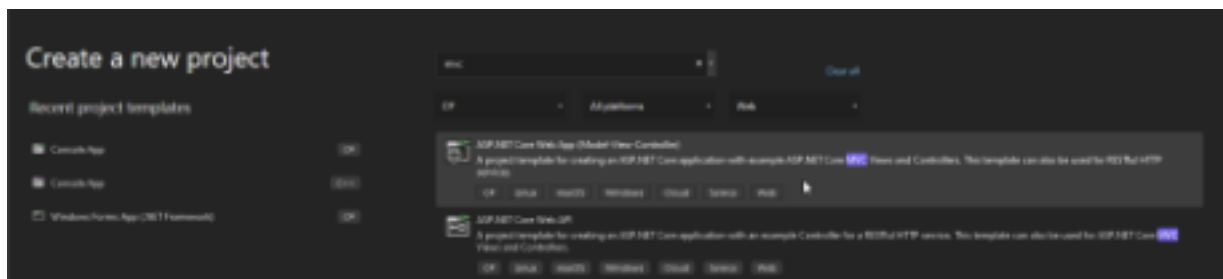 Create a new project
mvc
Clear all
Recent project templates
C#
All platforms
Web
Console App
C#
ASP.NET Core Web App (Model-View-Controller)
A project template for creating an ASP.NET Core application with example ASP.NET Core MVC Views and Controllers. This template can also be used for RESTful HTTP
services.
Console App
C++
C#
Linux
macOS
Windows
Cloud
Service
Web
Windows Forms App (.NET Framework)
C#
ASP.NET Core Web API
A project template for creating an ASP.NET Core application with an example Controller for a RESTful HTTP service. This template can also be used for ASP.NET Core MVC
Views and Controllers.
C#
Linux
macOS
Windows
Cloud
Service
Web